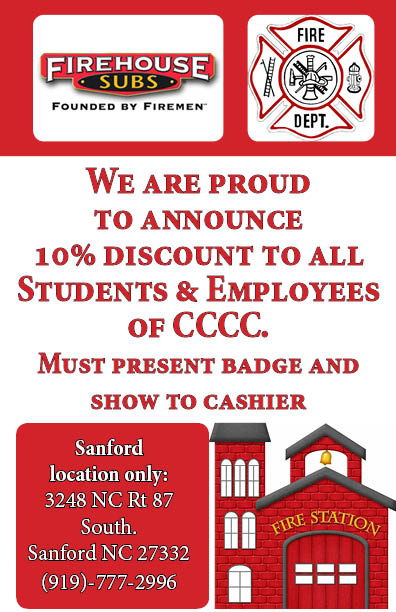 FIREHOUSE
SUBS
FOUNDED BY FIREMEN™
FIRE
DEPT.
WE ARE PROUD
TO ANNOUNCE
10% DISCOUNT TO ALL
STUDENTS & EMPLOYEES
OF CCCC.
MUST PRESENT BADGE AND
SHOW TO CASHIER
Sanford
location only:
3248 NC Rt 87
South.
Sanford NC 27332
(919)-777-2996
FIRE STATION